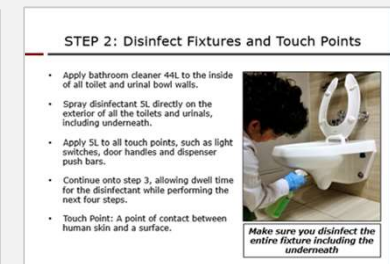 STEP 2: Disinfect Fixtures and Touch Points
• Apply bathroom cleaner 44L to the inside
of all toilet and urinal bowl walls.
• Spray disinfectant 5L directly on the
exterior of all the toilets and urinals,
including underneath.
• Apply 5L to all touch points, such as light
switches, door handles and dispenser
push bars.
• Continue onto step 3, allowing dwell time
for the disinfectant while performing the
next four steps.
• Touch Point: A point of contact between
human skin and a surface.
Make sure you disinfect the
entire fixture including the
underneath